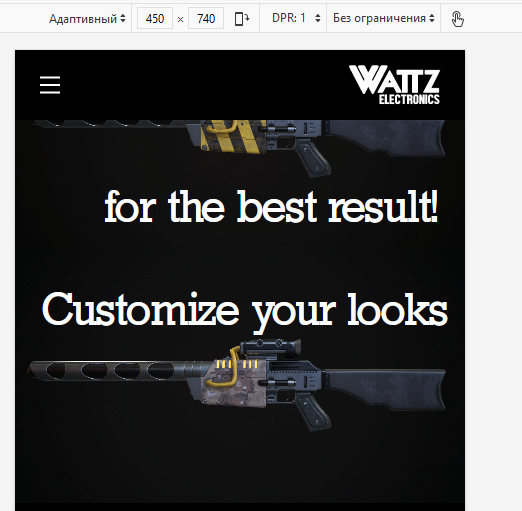 Адаптивный 450 × 740 DPR: 1 Без ограничения
WATTZ
ELECTRONICS
for the best result!
Customize your looks